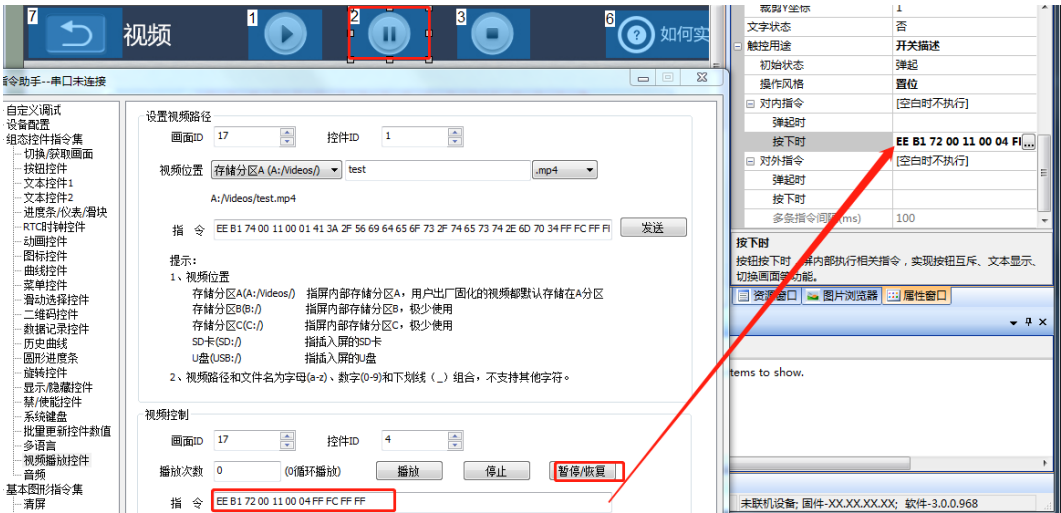 7
视频
1
2
3
6
? 如何实
裁剪Y坐标 1
文字状态 否
触控用途 开关描述
初始状态 弹起
操作风格 置位
对内指令 [空白时不执行]
弹起时
按下时 EE B1 72 00 11 00 04 FI...
对外指令 [空白时不执行]
弹起时
按下时
多条指令间隔(ms) 100
按下时
按钮按下时,屏内部执行相关指令,实现按钮互斥、文本显示、
切换画面等功能。
资源窗口 图片浏览器 属性窗口
tems to show.
未联机设备; 固件-XX.XX.XX.XX; 软件-3.0.0.968
指令助手--串口未连接
自定义调试
设备配置
组态控件指令集
切换/获取画面
按钮控件
文本控件1
文本控件2
进度条/仪表/滑块
RTC时钟控件
动画控件
图标控件
曲线控件
菜单控件
滑动选择控件
二维码控件
数据记录控件
历史曲线
圆形进度条
旋转控件
显示/隐藏控件
禁/使能控件
系统键盘
批量更新控件数值
多语言
视频播放控件
音频
基本图形指令集
清屏
设置视频路径
画面ID 17 控件ID 1
视频位置 存储分区A (A:/Videos/) test .mp4
A:/Videos/test.mp4
指 令 EE B1 74 00 11 00 01 41 3A 2F 56 69 64 65 6F 73 2F 74 65 73 74 2E 6D 70 34 FF FC FF FI 发送
提示:
1、视频位置
存储分区A(A:/Videos/) 指屏内部存储分区A,用户出厂固化的视频都默认存储在A分区
存储分区B(B:/) 指屏内部存储分区B,极少使用
存储分区C(C:/) 指屏内部存储分区C,极少使用
SD卡(SD:/) 指插入屏的SD卡
U盘(USB:/) 指插入屏的U盘
2、视频路径和文件名为字母(a-z)、数字(0-9)和下划线(_)组合,不支持其他字符。
视频控制
画面ID 17 控件ID 4
播放次数 0 (0循环播放) 播放 停止 暂停/恢复
指 令 EE B1 72 00 11 00 04 FF FC FF FF